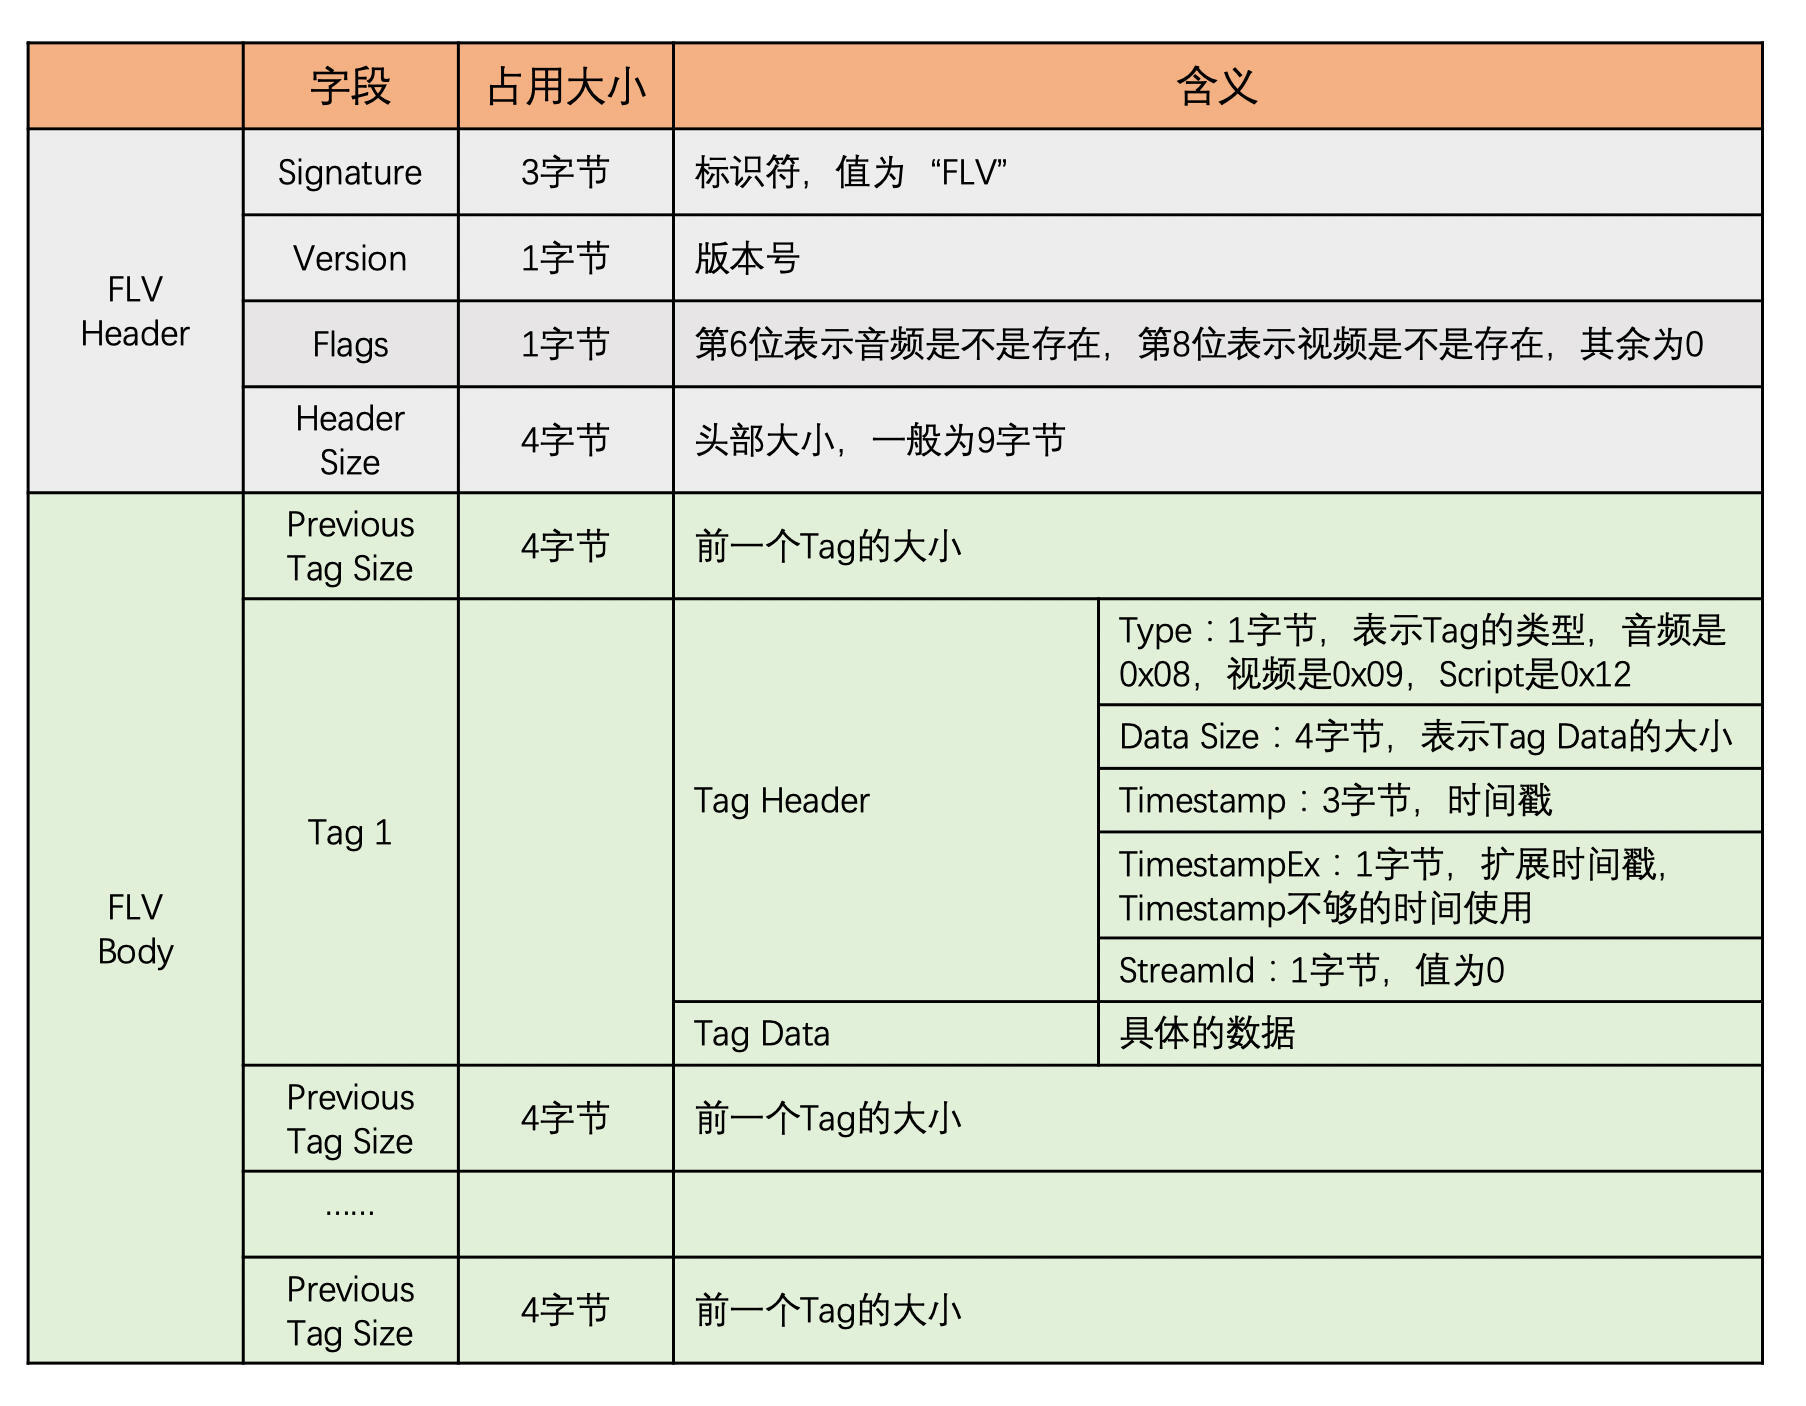 字段 占用大小 含义
FLV
Header
Signature 3字节 标识符，值为 “FLV”
Version 1字节 版本号
Flags 1字节 第6位表示音频是不是存在，第8位表示视频是不是存在，其余为0
Header
Size
4字节 头部大小，一般为9字节
FLV
Body
Previous
Tag Size
4字节 前一个Tag的大小
Tag 1
Tag Header
Type：1字节，表示Tag的类型，音频是
0x08，视频是0x09，Script是0x12
Data Size：4字节，表示Tag Data的大小
Timestamp：3字节，时间戳
TimestampEx：1字节，扩展时间戳，
Timestamp不够的时间使用
StreamId：1字节，值为0
Tag Data 具体的数据
Previous
Tag Size
4字节 前一个Tag的大小
……
Previous
Tag Size
4字节 前一个Tag的大小